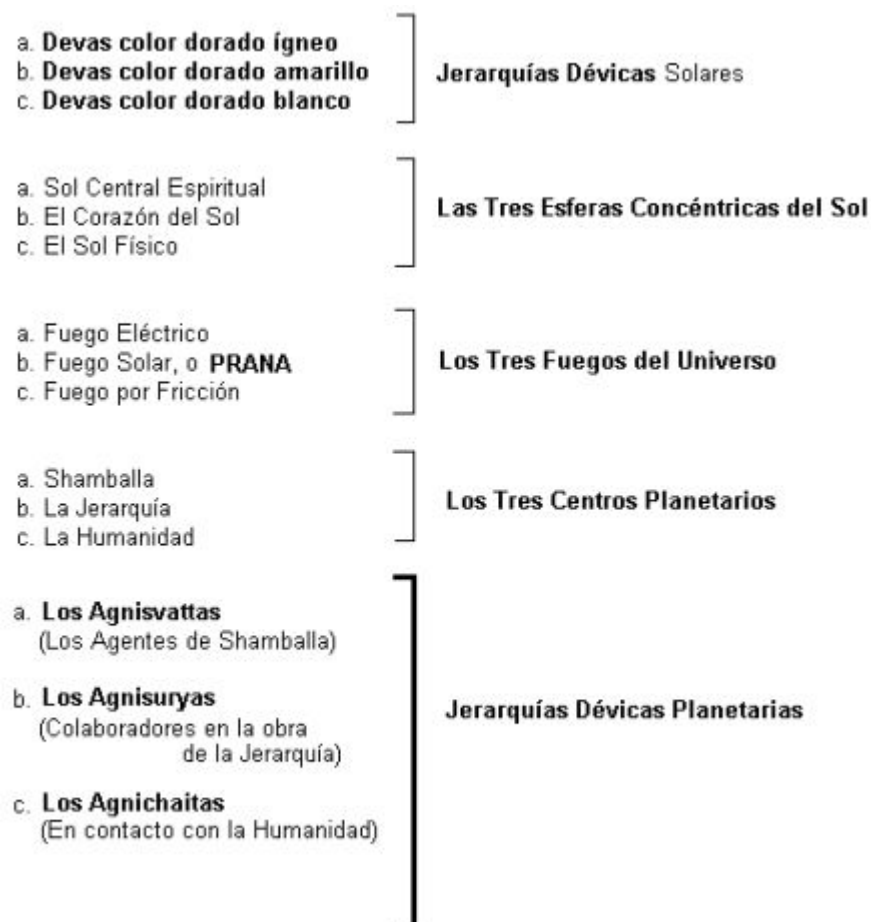 a. Devas color dorado ígneo
b. Devas color dorado amarillo
c. Devas color dorado blanco
Jerarquías Dévicas Solares
a. Sol Central Espiritual
b. El Corazón del Sol
c. El Sol Físico
Las Tres Esferas Concéntricas del Sol
a. Fuego Eléctrico
b. Fuego Solar, o PRANA
c. Fuego por Fricción
Los Tres Fuegos del Universo
a. Shamballa
b. La Jerarquía
c. La Humanidad
Los Tres Centros Planetarios
a. Los Agnisvattas
(Los Agentes de Shamballa)
b. Los Agnisuryas
(Colaboradores en la obra
de la Jerarquía)
c. Los Agnichaitas
(En contacto con la Humanidad)
Jerarquías Dévicas Planetarias